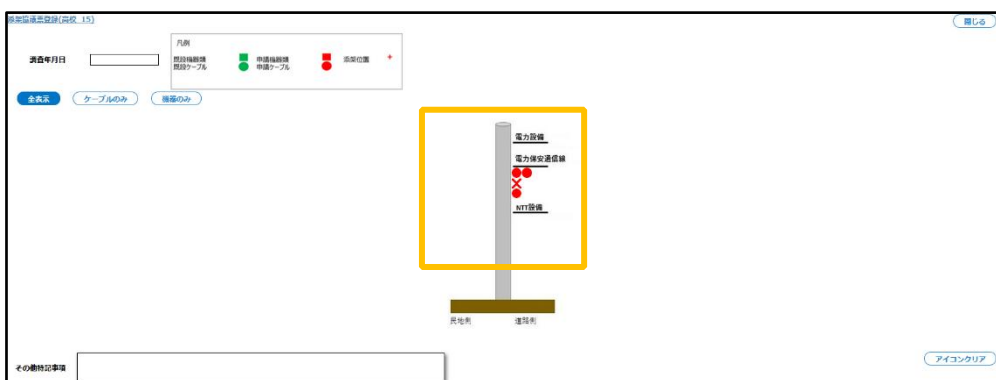 添架協議票登録(高校 15)
閉じる
凡例
調査年月日
既設機器類
申請機器類
添架位置
既設ケーブル
申請ケーブル
全表示
ケーブルのみ
機器のみ
電力設備
電力保安通信線
NTT設備
民地側
道路側
その他特記事項
アイコンクリア